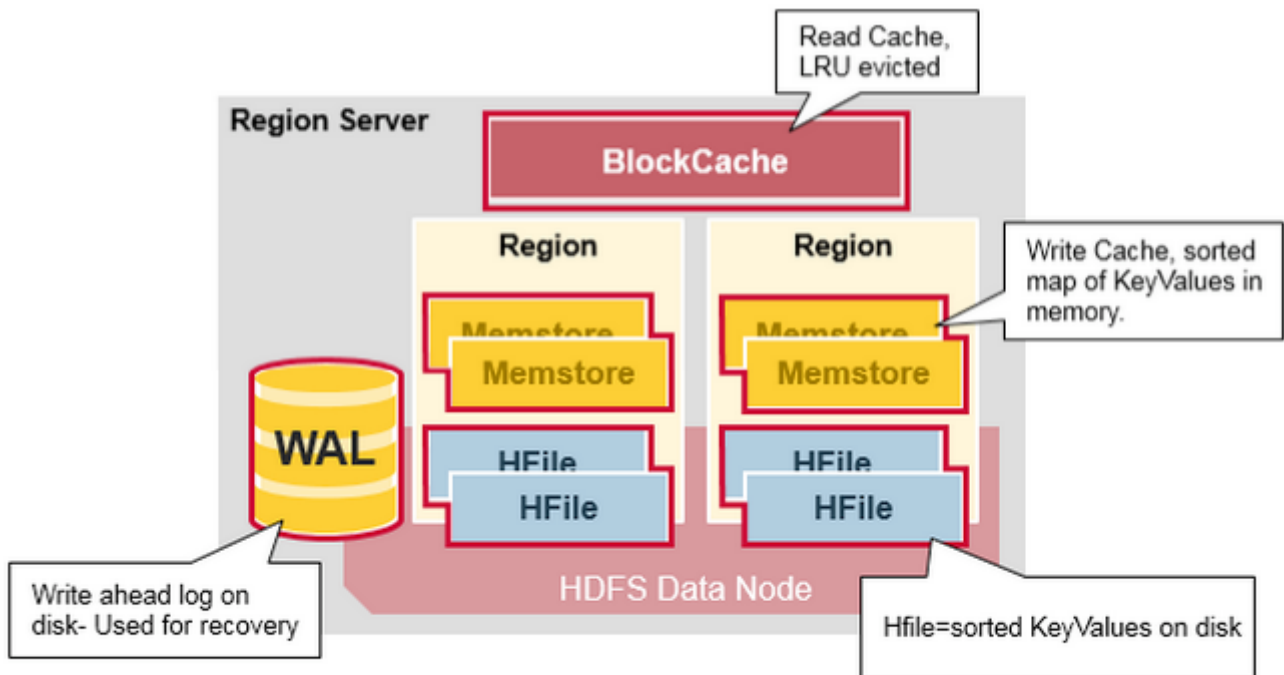 Read Cache,
LRU evicted
Region Server
BlockCache
Region
Region
Write Cache, sorted
map of KeyValues in
memory.
Memstore
Memstore
Memstore
Memstore
WAL
HFile
HFile
HFile
HFile
HDFS Data Node
Write ahead log on
disk- Used for recovery
Hfile=sorted KeyValues on disk